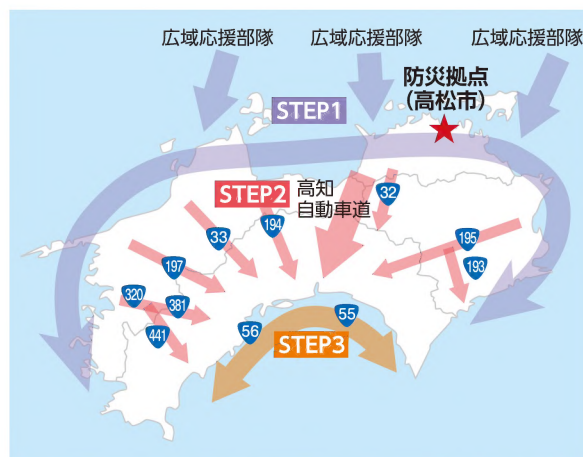 広域応援部隊
広域応援部隊
広域応援部隊
防災拠点
(高松市)
STEP1
STEP2
高知
自動車道
32
194
33
195
193
197
320
381
441
56
55
STEP3